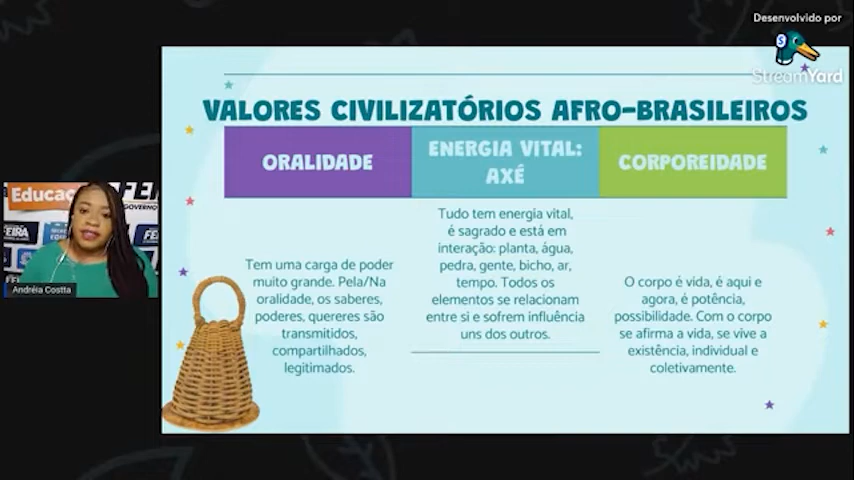 Desenvolvido por
StreamYard
VALORES CIVILIZATÓRIOS AFRO-BRASILEIROS
ORALIDADE
ENERGIA VITAL:
AXÉ
CORPOREIDADE
Tem uma carga de poder
muito grande. Pela/Na
oralidade, os saberes,
poderes, quereres são
transmitidos,
compartilhados,
legitimados.
Tudo tem energia vital,
é sagrado e está em
interação: planta, água,
pedra, gente, bicho, ar,
tempo. Todos os
elementos se relacionam
entre si e sofrem influência
uns dos outros.
O corpo é vida, é aqui e
agora, é potência,
possibilidade. Com o corpo
se afirma a vida, se vive a
existência, individual e
coletivamente.
Educaç
FEIRA
GOVERNO
FEIRA
Andréia Costta